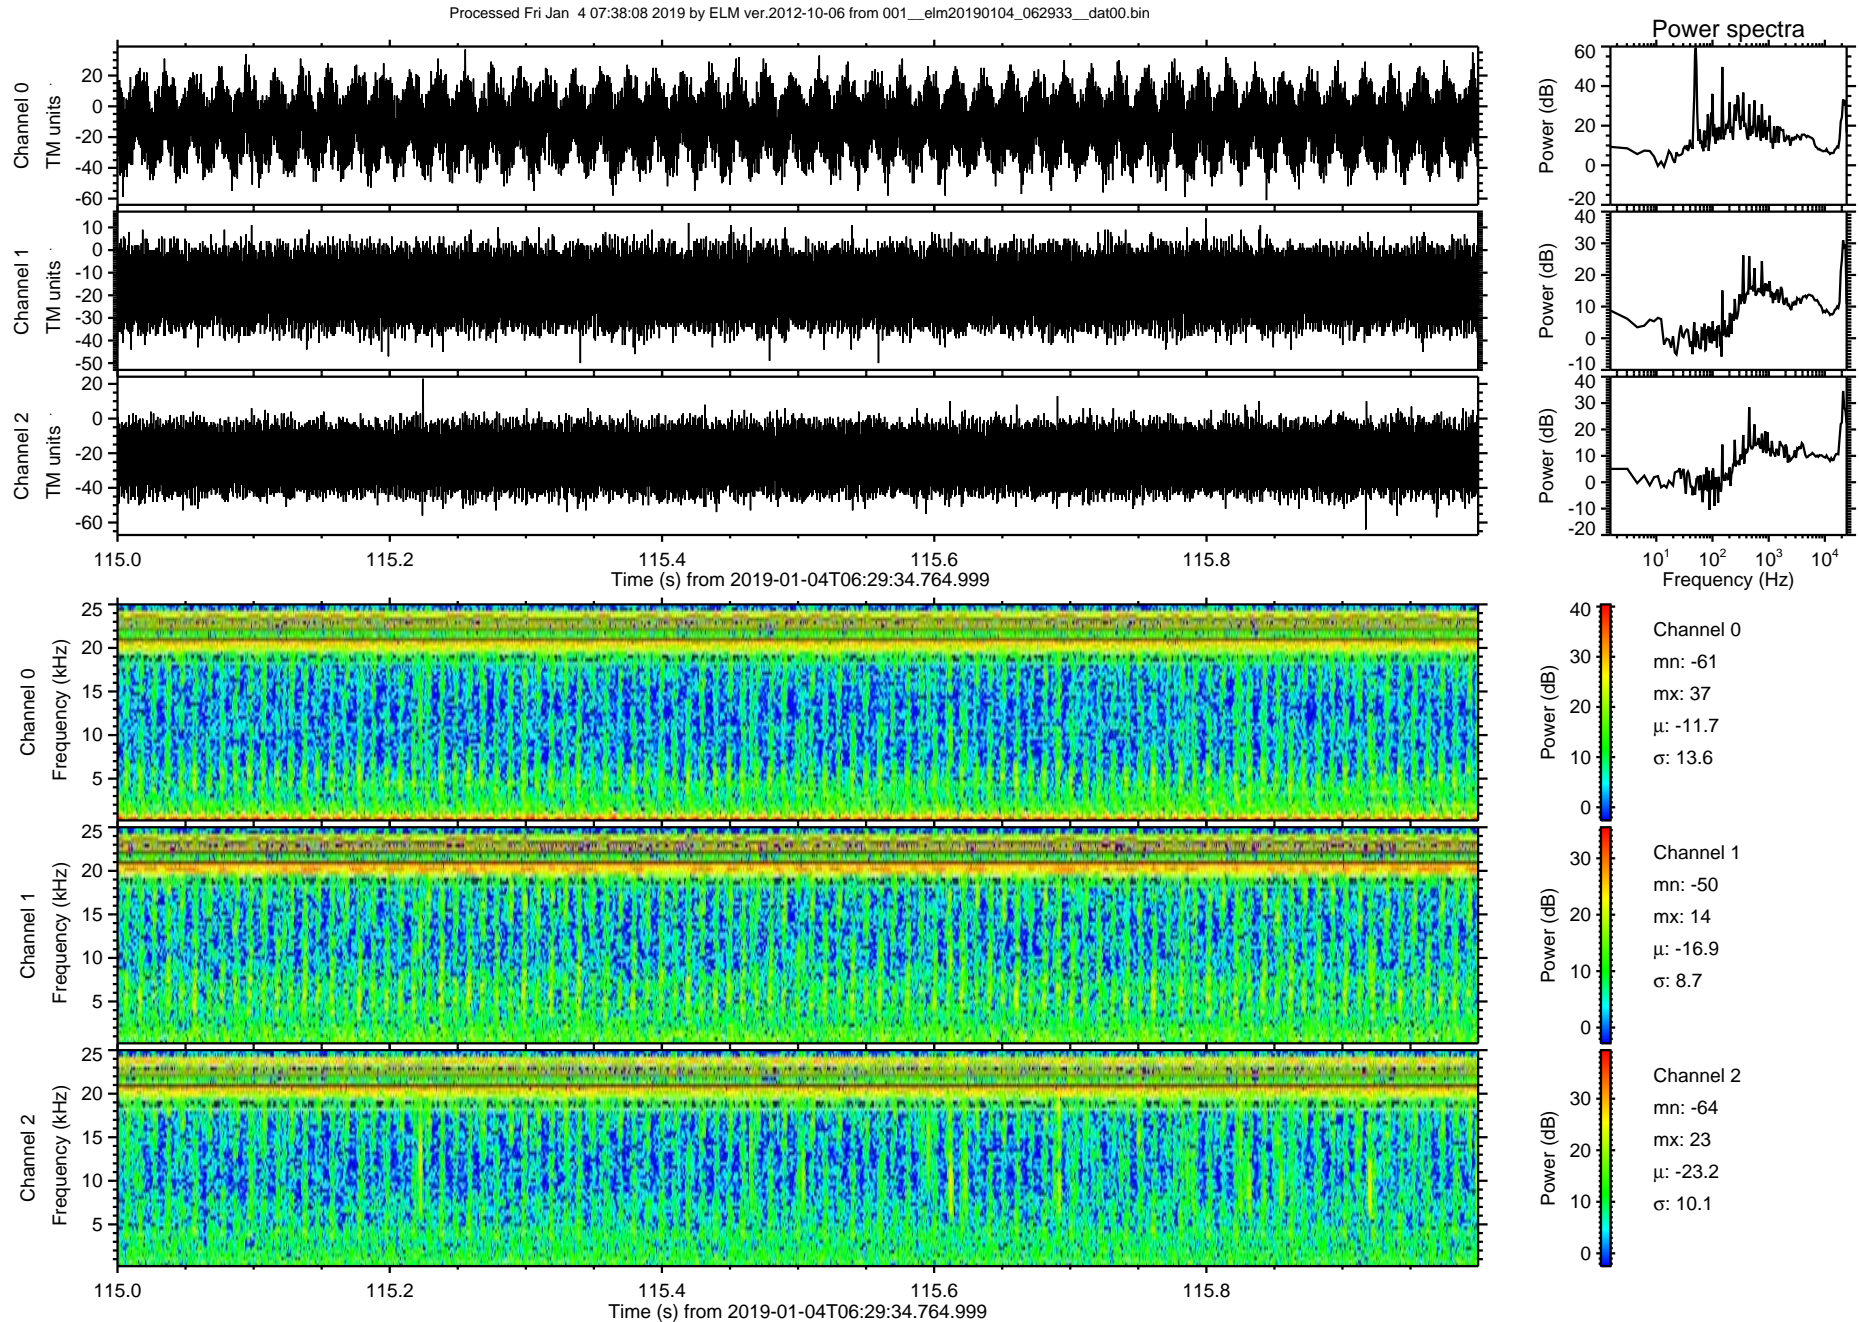 Processed Fri Jan 4 07:38:08 2019 by ELM ver.2012-10-06 from 001__elm20190104_062933__dat00.bin
Power spectra
Channel 0
TM units
20
0
-20
-40
-60
Power (dB)
60
40
20
0
-20
Channel 1
TM units
10
0
-10
-20
-30
-40
-50
Power (dB)
40
30
20
10
0
-10
Channel 2
TM units
20
0
-20
-40
-60
Power (dB)
40
30
20
10
0
-10
-20
115.0 115.2 115.4 115.6 115.8
Time (s) from 2019-01-04T06:29:34.764.999
10¹ 10² 10³ 10⁴
Frequency (Hz)
Channel 0
Frequency (kHz)
25
20
15
10
5
Power (dB)
40
30
20
10
0
Channel 0
mn: -61
mx: 37
μ: -11.7
σ: 13.6
Channel 1
Frequency (kHz)
25
20
15
10
5
Power (dB)
30
20
10
0
Channel 1
mn: -50
mx: 14
μ: -16.9
σ: 8.7
Channel 2
Frequency (kHz)
25
20
15
10
5
Power (dB)
30
20
10
0
Channel 2
mn: -64
mx: 23
μ: -23.2
σ: 10.1
115.0 115.2 115.4 115.6 115.8
Time (s) from 2019-01-04T06:29:34.764.999